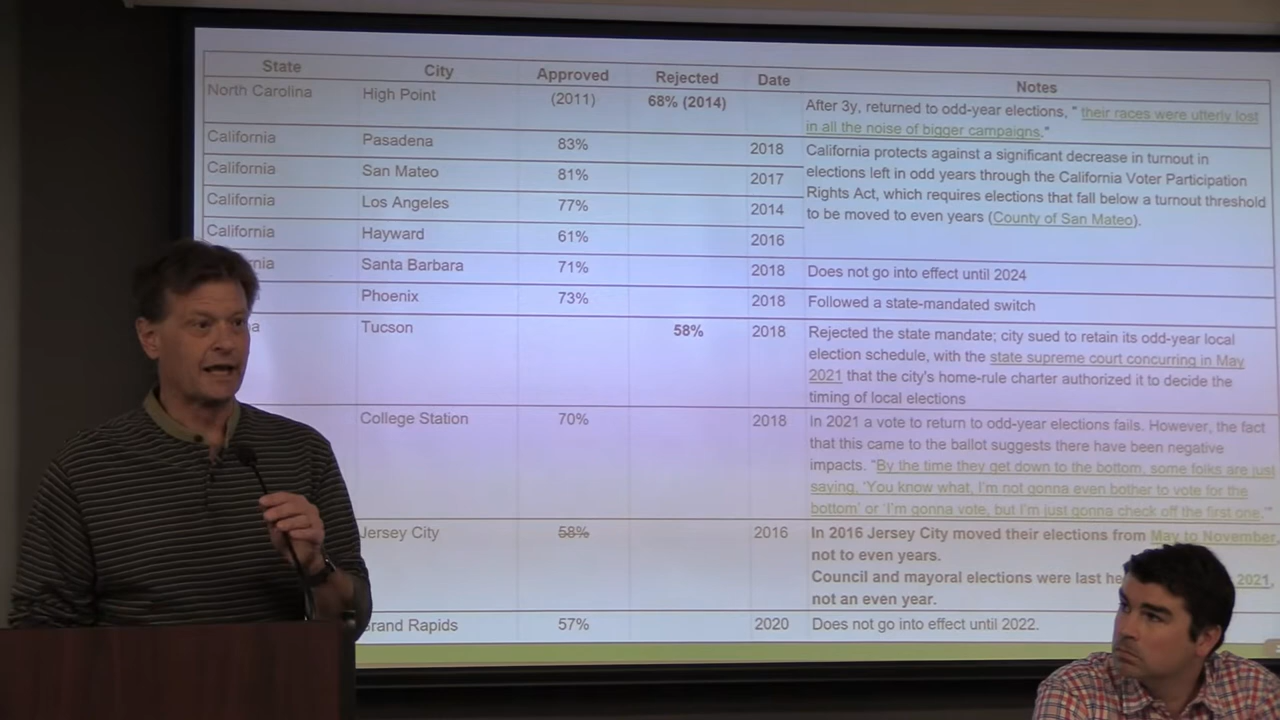 State City Approved Rejected Date Notes
North Carolina High Point (2011) 68% (2014) After 3y, returned to odd-year elections, " their races were utterly lost
in all the noise of bigger campaigns."
California Pasadena 83% 2018 California protects against a significant decrease in turnout in
California San Mateo 81% 2017 elections left in odd years through the California Voter Participation
California Los Angeles 77% 2014 Rights Act, which requires elections that fall below a turnout threshold
to be moved to even years (County of San Mateo).
California Hayward 61% 2016
rnia Santa Barbara 71% 2018 Does not go into effect until 2024
Phoenix 73% 2018 Followed a state-mandated switch
a Tucson 58% 2018 Rejected the state mandate; city sued to retain its odd-year local
election schedule, with the state supreme court concurring in May
2021 that the city's home-rule charter authorized it to decide the
timing of local elections
College Station 70% 2018 In 2021 a vote to return to odd-year elections fails. However, the fact
that this came to the ballot suggests there have been negative
impacts. "By the time they get down to the bottom, some folks are just
saying, 'You know what, I'm not gonna even bother to vote for the
bottom' or 'I'm gonna vote, but I'm just gonna check off the first one.'"
Jersey City 58% 2016 In 2016 Jersey City moved their elections from May to November,
not to even years.
Council and mayoral elections were last he 2021,
not an even year.
Grand Rapids 57% 2020 Does not go into effect until 2022.